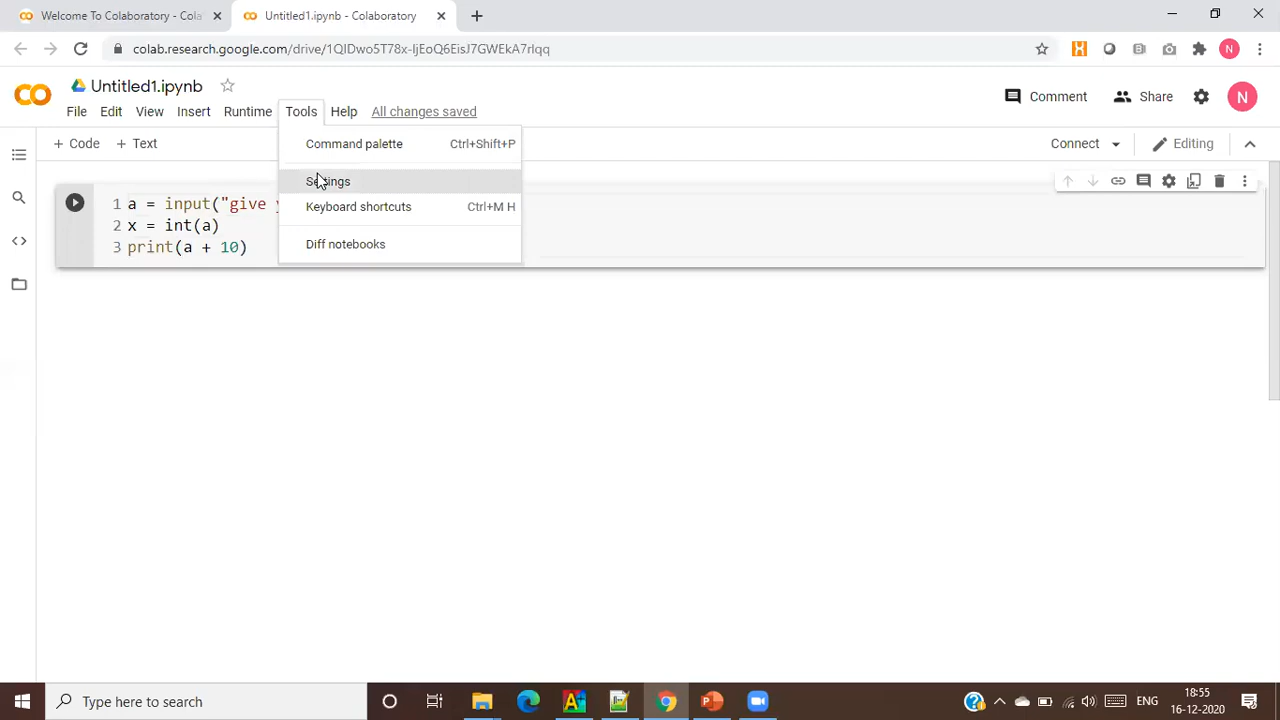 Welcome To Colaboratory - Cola
Untitled1.ipynb - Colaboratory
colab.research.google.com/drive/1QIDwo5T78x-ljEoQ6EisJ7GWEkA7rlqq
N
Untitled1.ipynb
Comment
Share
N
File Edit View Insert Runtime Tools Help All changes saved
+ Code + Text
Connect
Editing
Command palette Ctrl+Shift+P
Settings
Keyboard shortcuts Ctrl+M H
Diff notebooks
1 a = input("give
2 x = int(a)
3 print(a + 10)
Type here to search
ENG
18:55
16-12-2020